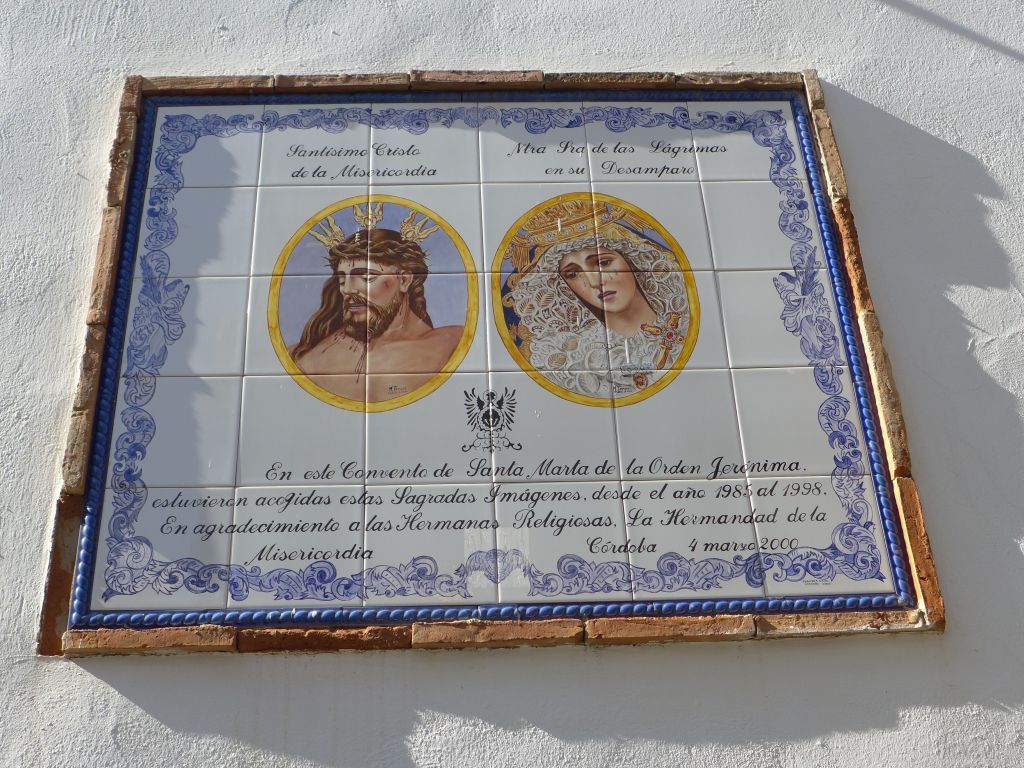 Santísimo Cristo
de la Misericordia
Ntra Sra de las Lágrimas
en su Desamparo
En este Convento de Santa Marta de la Orden Jerónima.
estuvieron acogidas estas Sagradas Imágenes, desde el año 1985 al 1998.
En agradecimiento a las Hermanas Religiosas. La Hermandad de la
Misericordia
Córdoba 4 marzo 2000